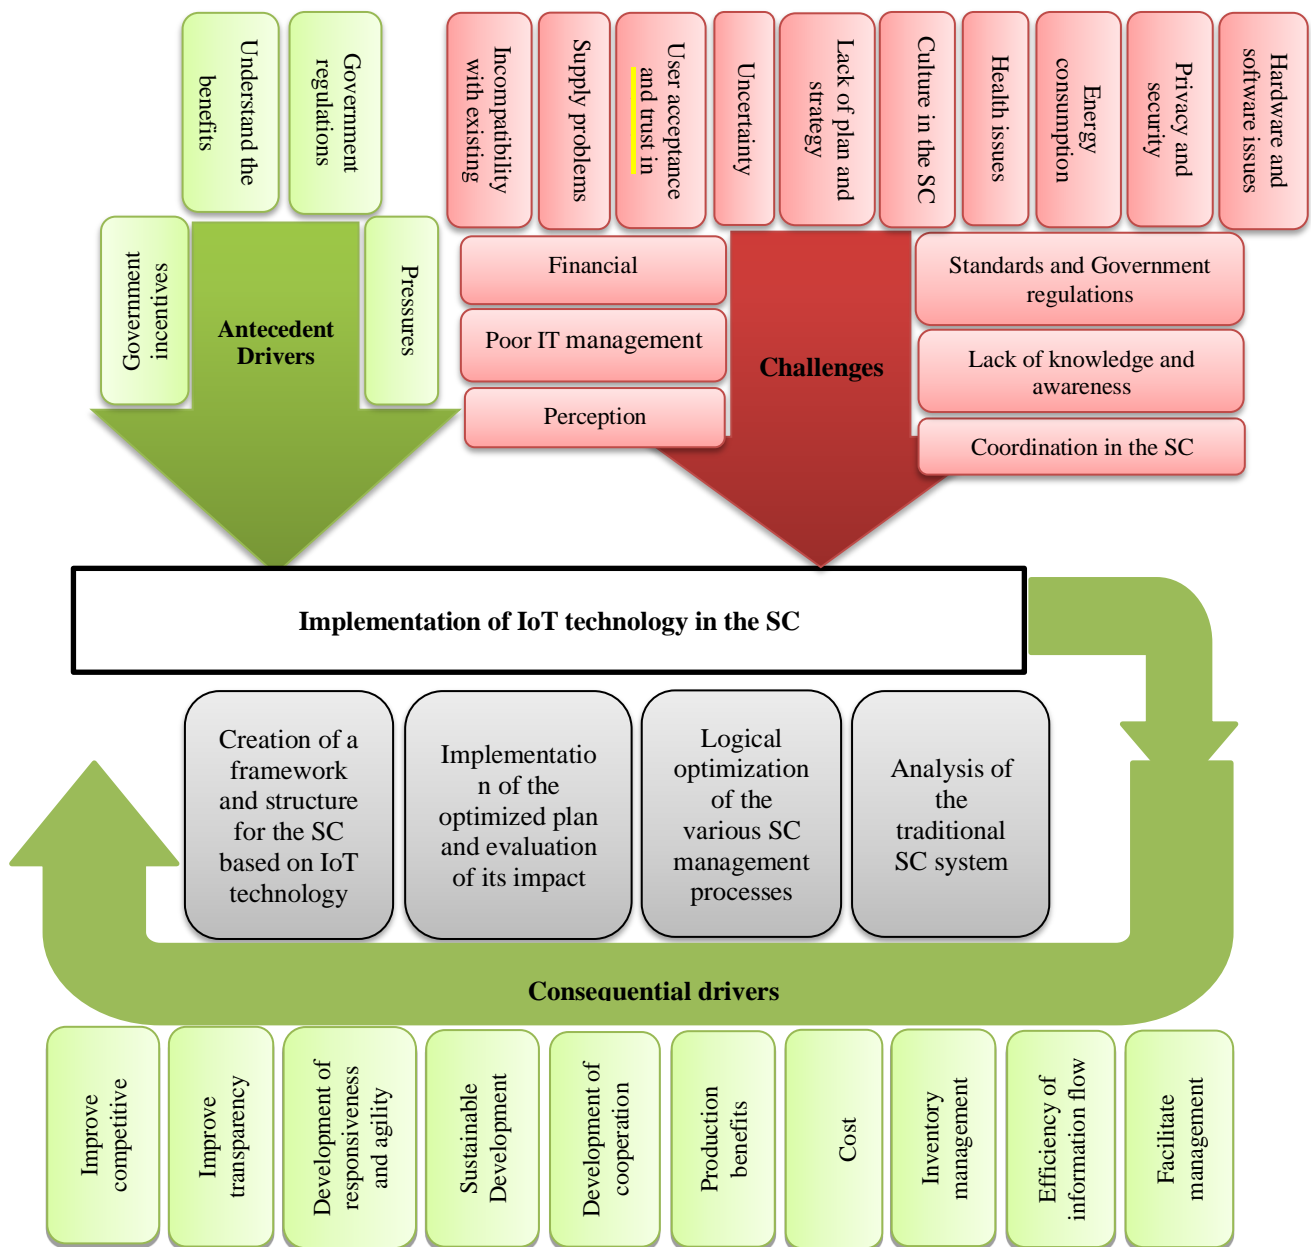 Understand the
benefits
Government
regulations
Government
incentives
Pressures
Antecedent
Drivers
Incompatibility
with existing
Supply problems
User acceptance
and trust in
Uncertainty
Lack of plan and
strategy
Culture in the SC
Health issues
Energy
consumption
Privacy and
security
Hardware and
software issues
Financial
Poor IT management
Perception
Challenges
Standards and Government
regulations
Lack of knowledge and
awareness
Coordination in the SC
Implementation of IoT technology in the SC
Creation of a
framework
and structure
for the SC
based on IoT
technology
Implementatio
n of the
optimized plan
and evaluation
of its impact
Logical
optimization
of the
various SC
management
processes
Analysis of
the
traditional
SC system
Consequential drivers
Improve
competitive
Improve
transparency
Development of
responsiveness
and agility
Sustainable
Development
Development of
cooperation
Production
benefits
Cost
Inventory
management
Efficiency of
information flow
Facilitate
management